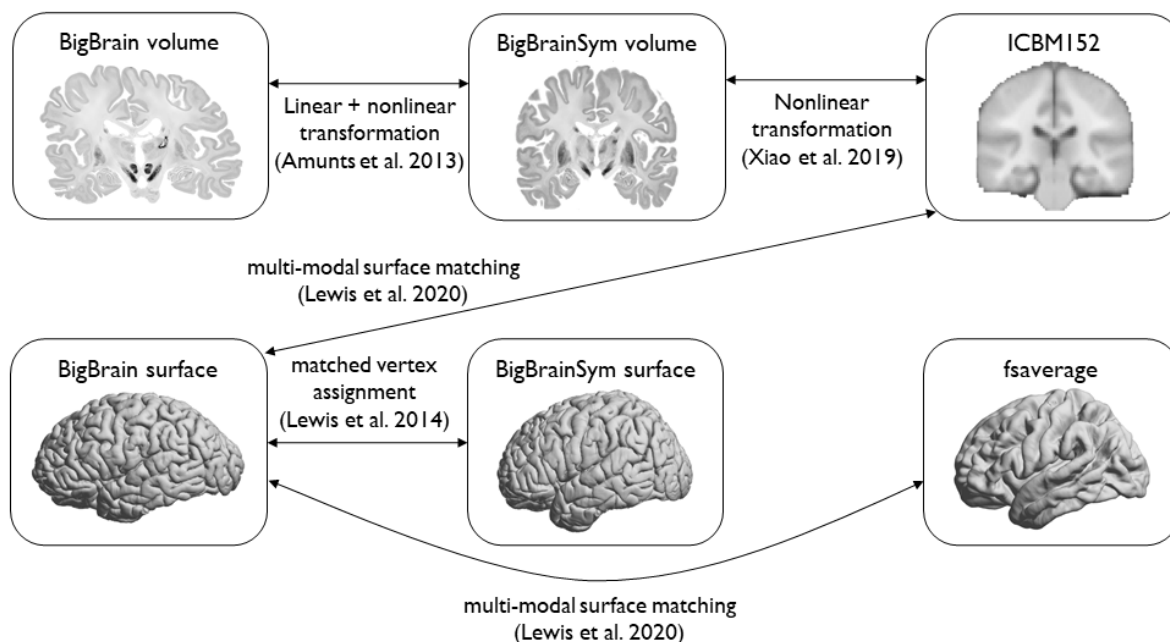 BigBrain volume
BigBrainSym volume
ICBM152
Linear + nonlinear
transformation
(Amunts et al. 2013)
Nonlinear
transformation
(Xiao et al. 2019)
multi-modal surface matching
(Lewis et al. 2020)
BigBrain surface
matched vertex
assignment
(Lewis et al. 2014)
BigBrainSym surface
fsaverage
multi-modal surface matching
(Lewis et al. 2020)